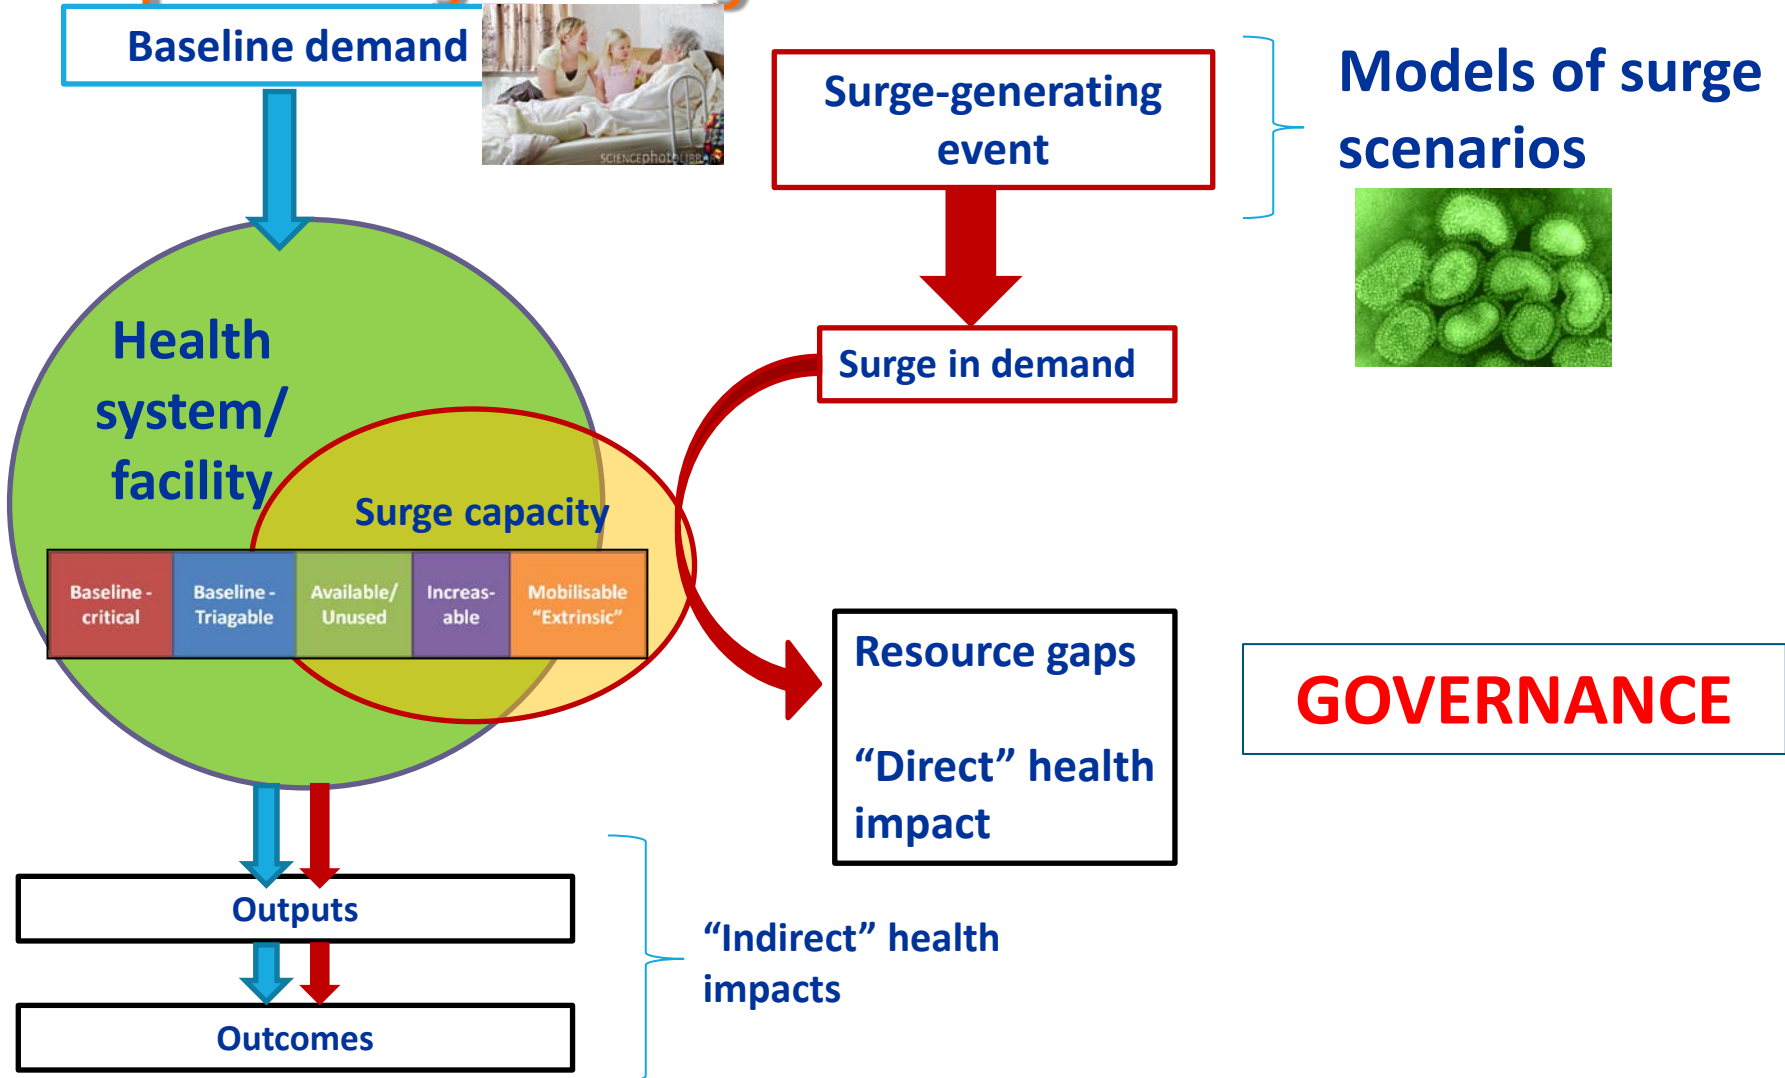 Baseline demand
SCIENCEphotoLIBRARY
Surge-generating
event
Models of surge
scenarios
Health
system/
facility
Surge in demand
Surge capacity
Baseline -
critical
Baseline -
Triagable
Available/
Unused
Increas-
able
Mobilisable
“Extrinsic”
Resource gaps
“Direct” health
impact
GOVERNANCE
Outputs
“Indirect” health
impacts
Outcomes